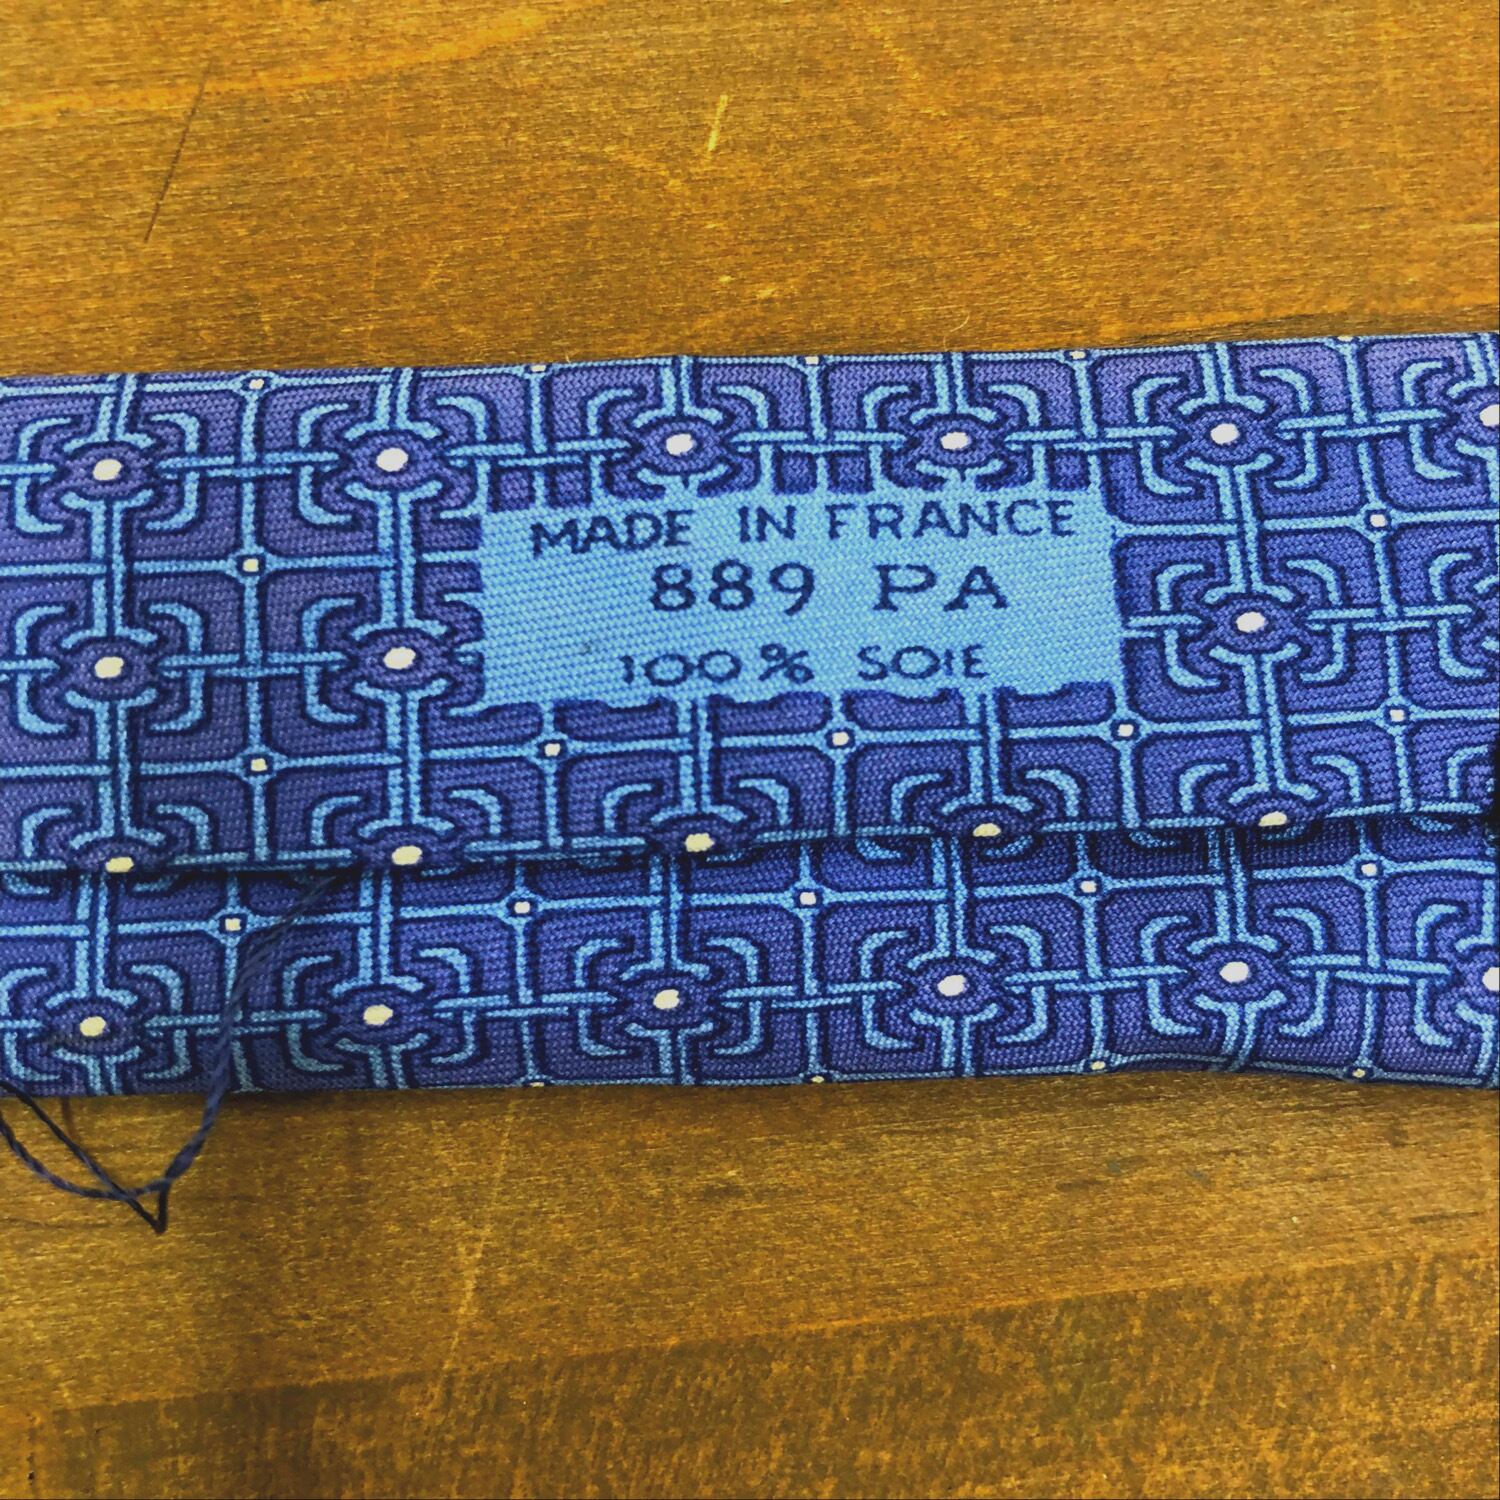 MADE IN FRANCE
889 PA
100% SOIE